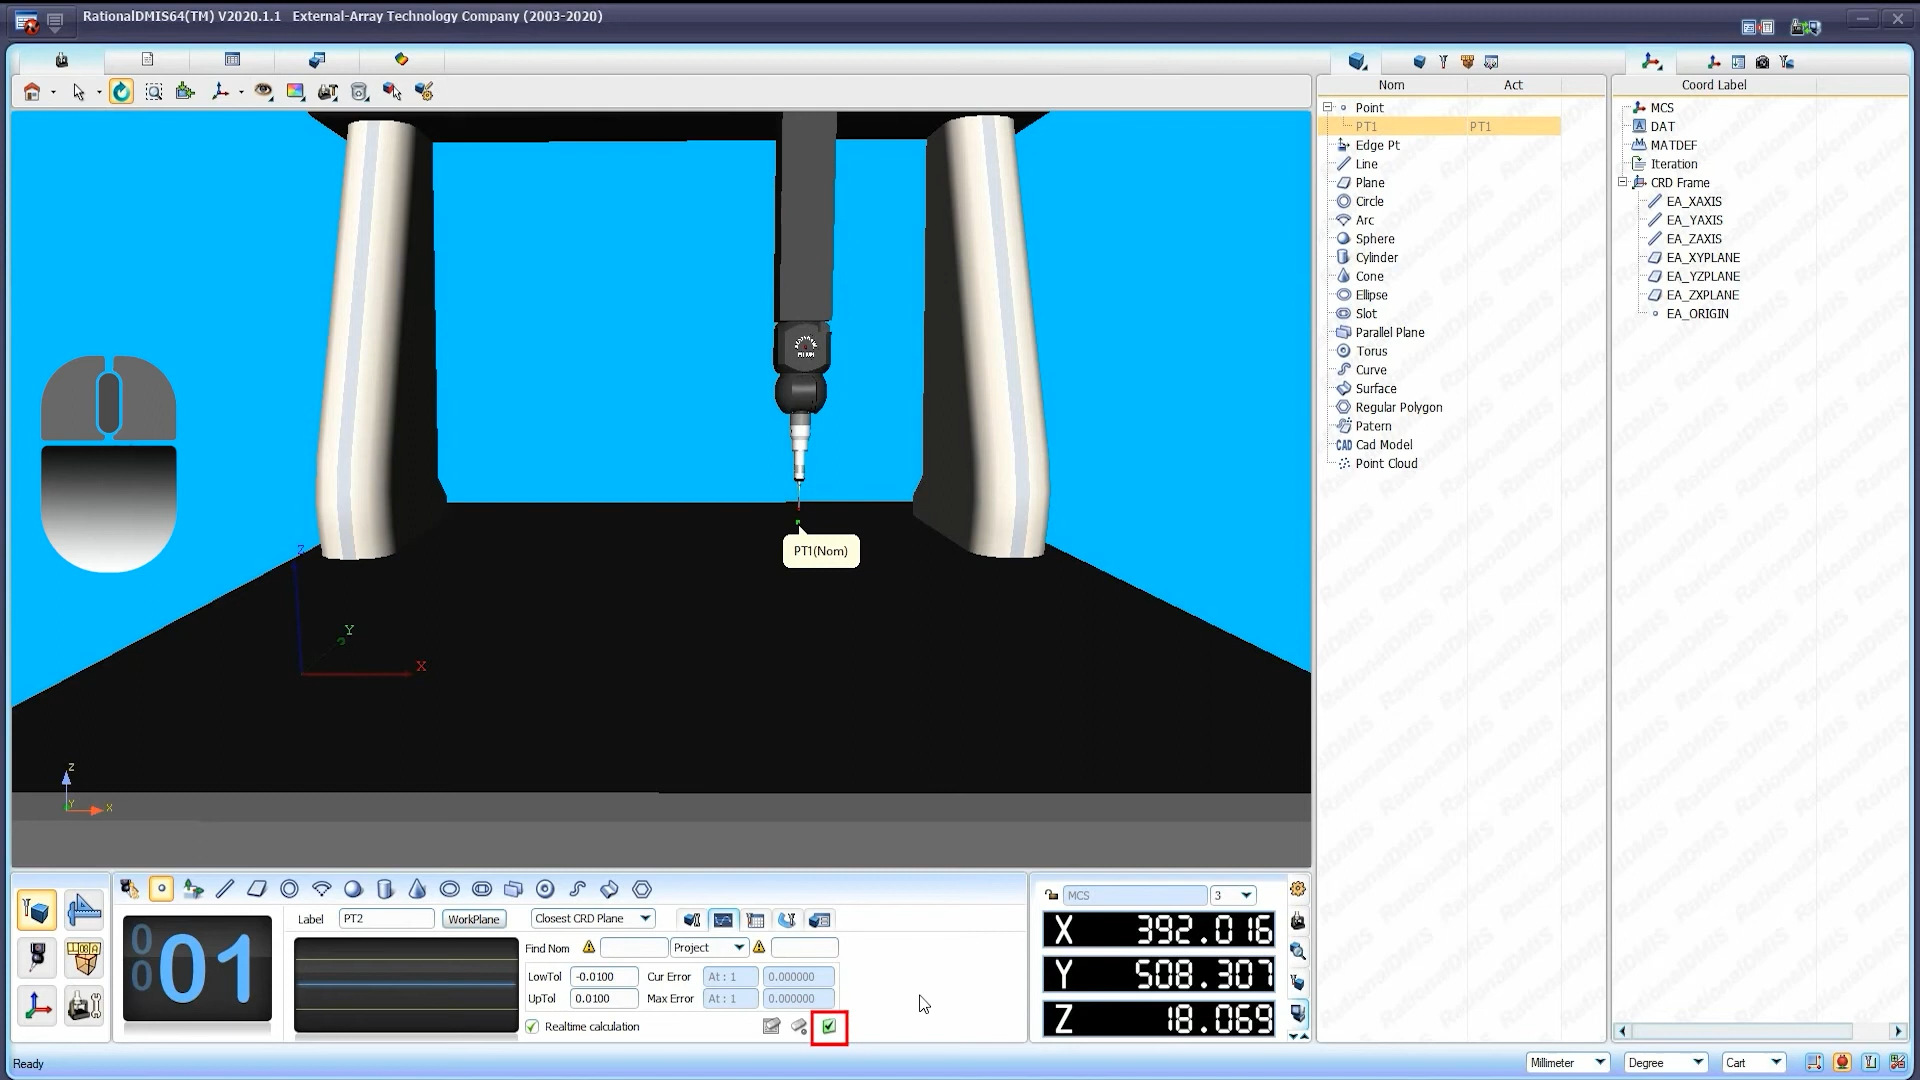 RationalDMIS64(TM) V2020.1.1 External-Array Technology Company (2003-2020)
Nom Act
Coord Label
Point
PT1 PT1
Edge Pt
Line
Plane
Circle
Arc
Sphere
Cylinder
Cone
Ellipse
Slot
Parallel Plane
Torus
Curve
Surface
Regular Polygon
Patern
CAD Cad Model
Point Cloud
MCS
DAT
MATDEF
Iteration
CRD Frame
EA_XAXIS
EA_YAXIS
EA_ZAXIS
EA_XYPLANE
EA_YZPLANE
EA_ZXPLANE
EA_ORIGIN
PT1(Nom)
Z
Y
X
Z
Y
X
Label PT2 WorkPlane Closest CRD Plane
Find Nom Project
LowTol -0.0100 Cur Error At : 1 0.000000
UpTol 0.0100 Max Error At : 1 0.000000
Realtime calculation
0
0
01
MCS 3
X 392.016
Y 508.307
Z 18.069
Ready
Millimeter Degree Cart